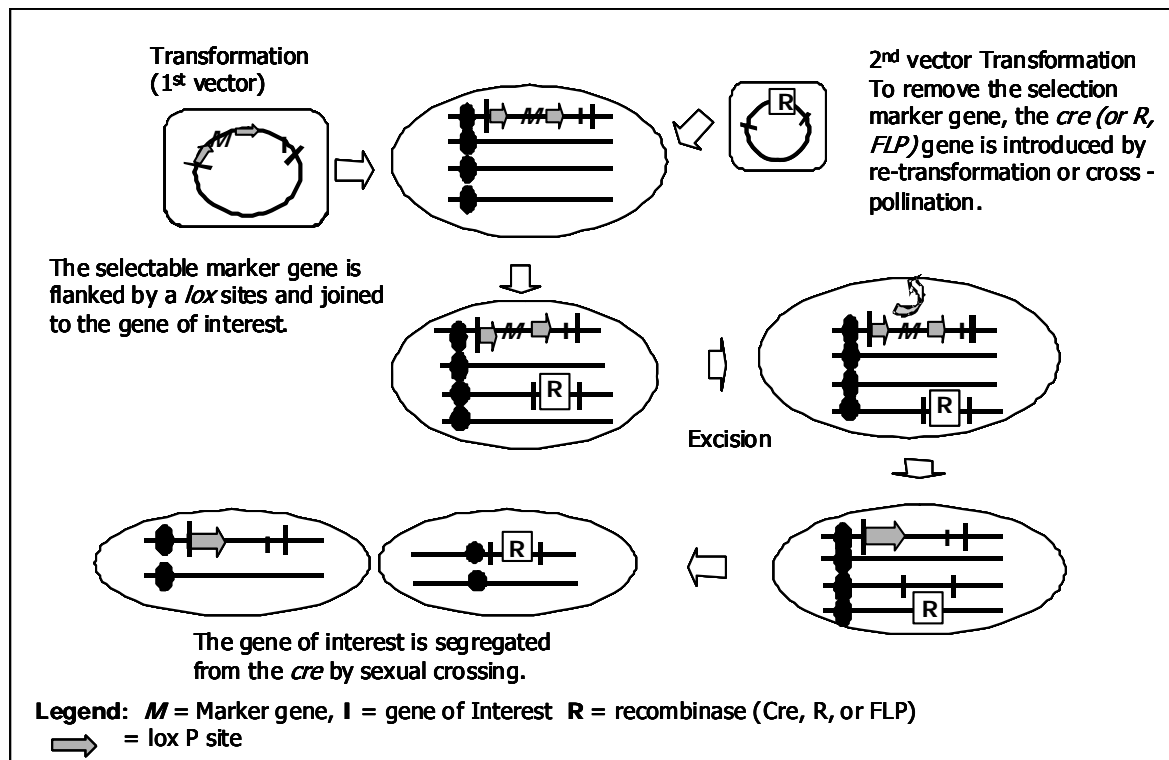 Transformation
(1st vector)
2nd vector Transformation
To remove the selection
marker gene, the cre (or R,
FLP) gene is introduced by
re-transformation or cross -
pollination.
M
I
M
I
R
The selectable marker gene is
flanked by a lox sites and joined
to the gene of interest.
M
I
R
Excision
M
I
R
I
R
I
R
The gene of interest is segregated
from the cre by sexual crossing.
Legend: M = Marker gene, I = gene of Interest R = recombinase (Cre, R, or FLP)
= lox P site